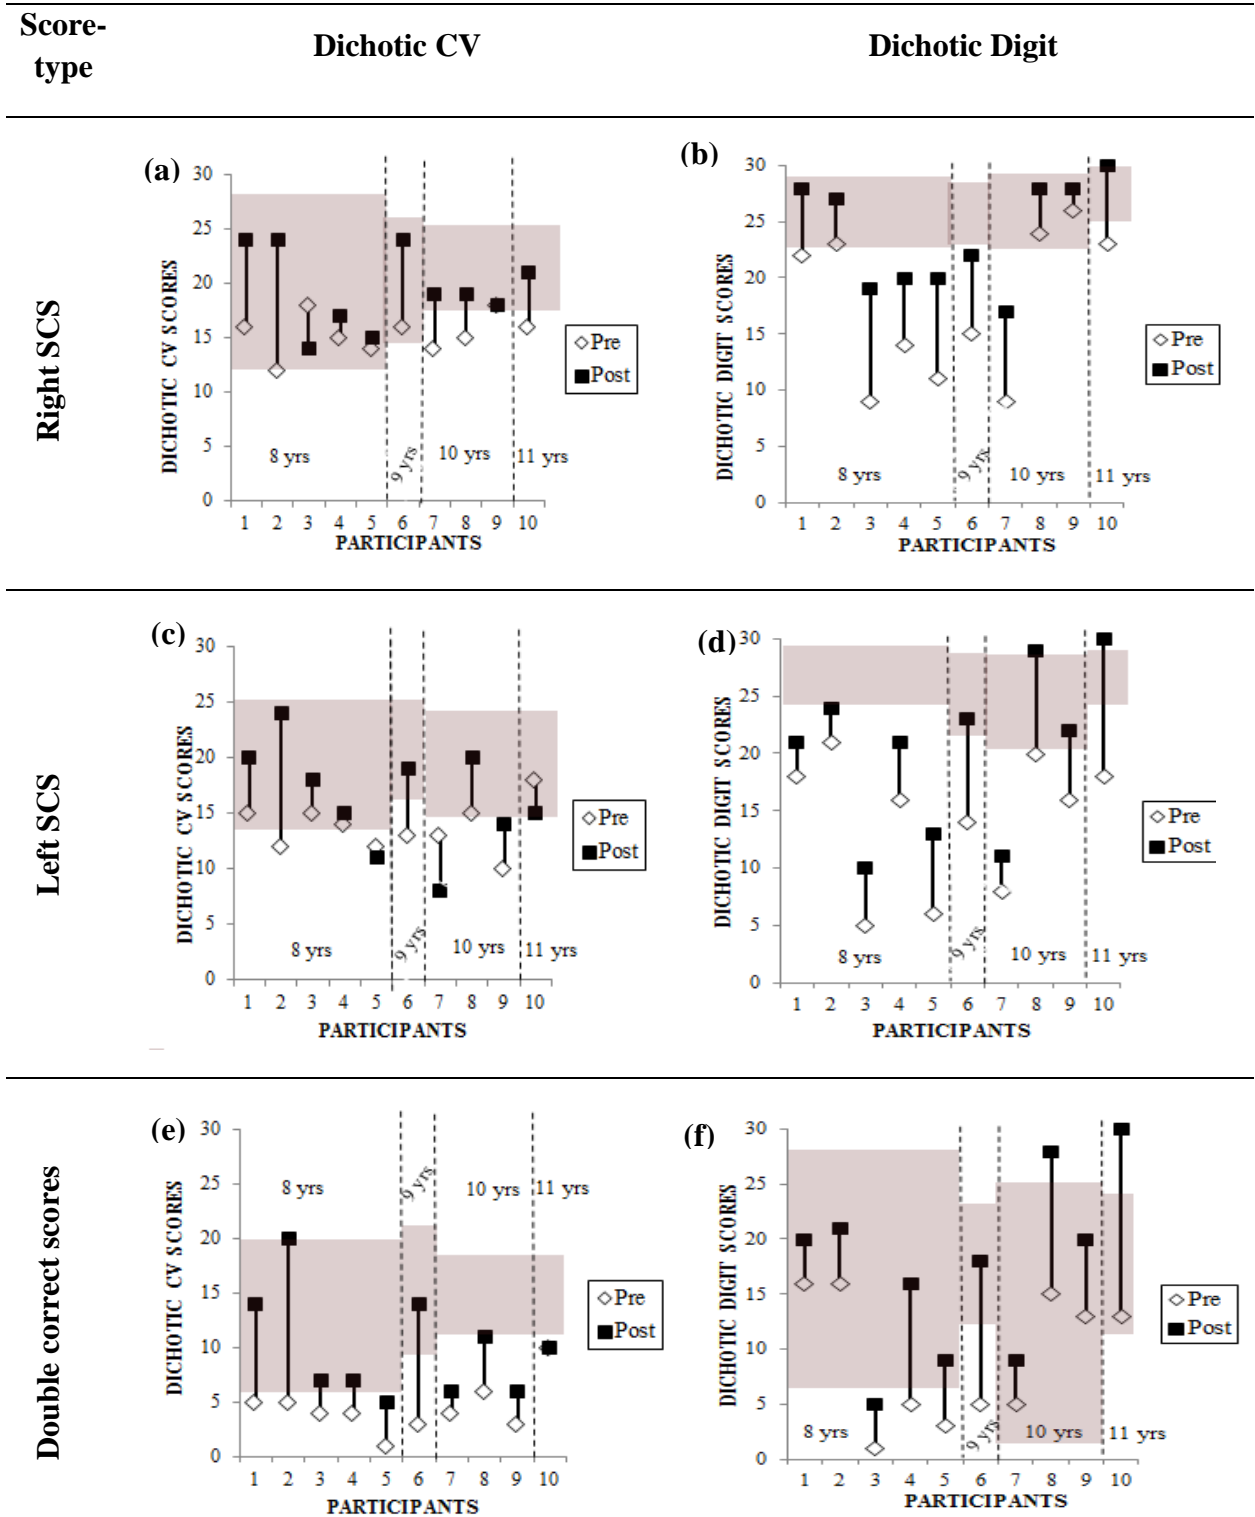 Score-
type
Dichotic CV
Dichotic Digit
Right SCS
(a)
DICHOTIC CV SCORES
30
25
20
15
10
5
0
8 yrs
9 yrs
10 yrs
11 yrs
1 2 3 4 5 6 7 8 9 10
PARTICIPANTS
Pre
Post
(b)
DICHOTIC DIGIT SCORES
30
25
20
15
10
5
0
8 yrs
9 yrs
10 yrs
11 yrs
1 2 3 4 5 6 7 8 9 10
PARTICIPANTS
Pre
Post
Left SCS
(c)
DICHOTIC CV SCORES
30
25
20
15
10
5
0
8 yrs
9 yrs
10 yrs
11 yrs
1 2 3 4 5 6 7 8 9 10
PARTICIPANTS
Pre
Post
(d)
DICHOTIC DIGIT SCORES
30
25
20
15
10
5
0
8 yrs
9 yrs
10 yrs
11 yrs
1 2 3 4 5 6 7 8 9 10
PARTICIPANTS
Pre
Post
Double correct scores
(e)
DICHOTIC CV SCORES
30
25
20
15
10
5
0
8 yrs
9 yrs
10 yrs
11 yrs
1 2 3 4 5 6 7 8 9 10
PARTICIPANTS
Pre
Post
(f)
DICHOTIC DIGIT SCORES
30
25
20
15
10
5
0
8 yrs
9 yrs
10 yrs
11 yrs
1 2 3 4 5 6 7 8 9 10
PARTICIPANTS
Pre
Post